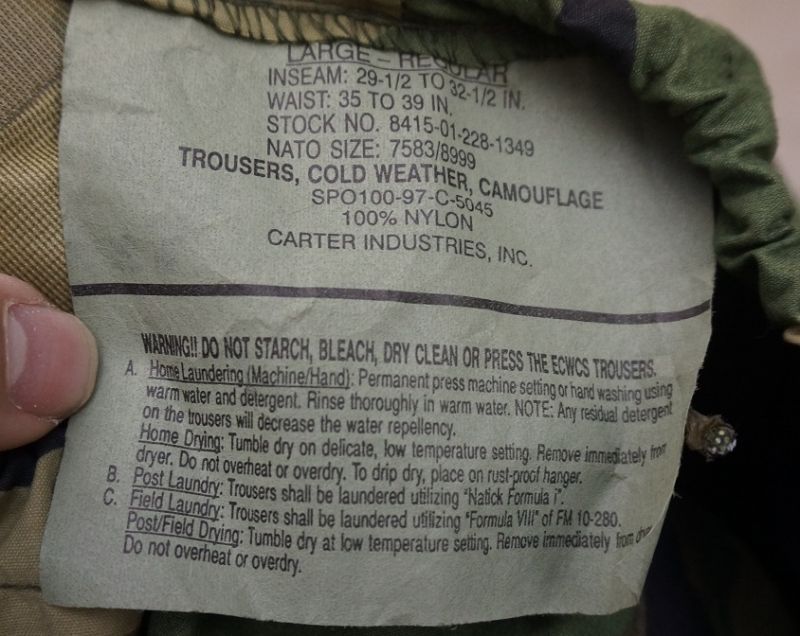 LARGE – REGULAR
INSEAM: 29-1/2 TO 32-1/2 IN.
WAIST: 35 TO 39 IN.
STOCK NO. 8415-01-228-1349
NATO SIZE: 7583/8999
TROUSERS, COLD WEATHER, CAMOUFLAGE
SPO100-97-C-5045
100% NYLON
CARTER INDUSTRIES, INC.
WARNING!! DO NOT STARCH, BLEACH, DRY CLEAN OR PRESS THE ECWCS TROUSERS.
A. Home Laundering (Machine/Hand): Permanent press machine setting or hand washing using
warm water and detergent. Rinse thoroughly in warm water. NOTE: Any residual detergent
on the trousers will decrease the water repellency.
Home Drying: Tumble dry on delicate, low temperature setting. Remove immediately from
dryer. Do not overheat or overdry. To drip dry, place on rust-proof hanger.
B. Post Laundry: Trousers shall be laundered utilizing "Natick Formula I".
C. Field Laundry: Trousers shall be laundered utilizing "Formula VIII" of FM 10-280.
Post/Field Drying: Tumble dry at low temperature setting. Remove immediately from dryer.
Do not overheat or overdry.